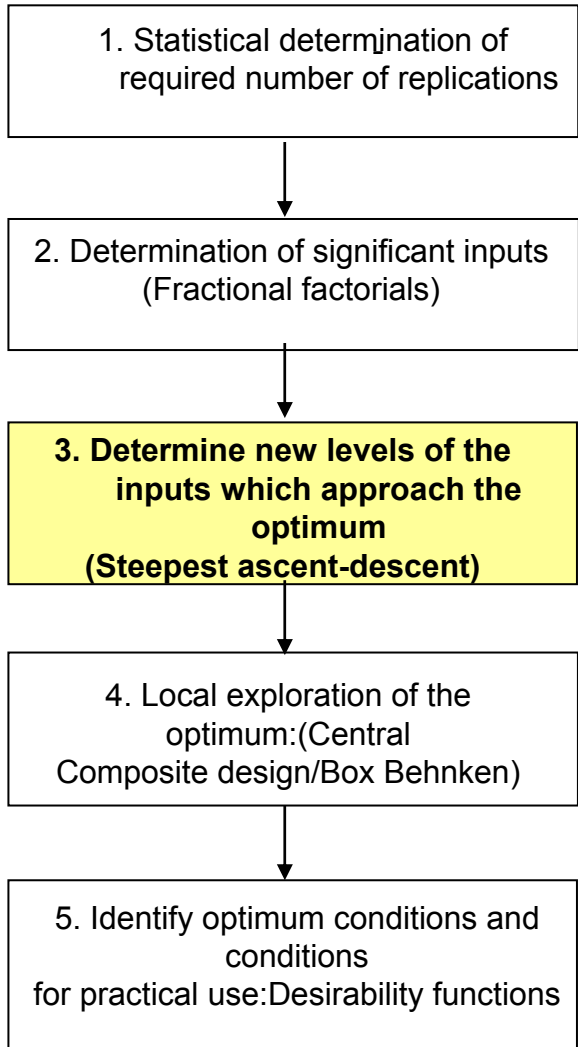 1. Statistical determination of
required number of replications
2. Determination of significant inputs
(Fractional factorials)
3. Determine new levels of the
inputs which approach the
optimum
(Steepest ascent-descent)
4. Local exploration of the
optimum:(Central
Composite design/Box Behnken)
5. Identify optimum conditions and
conditions
for practical use:Desirability functions